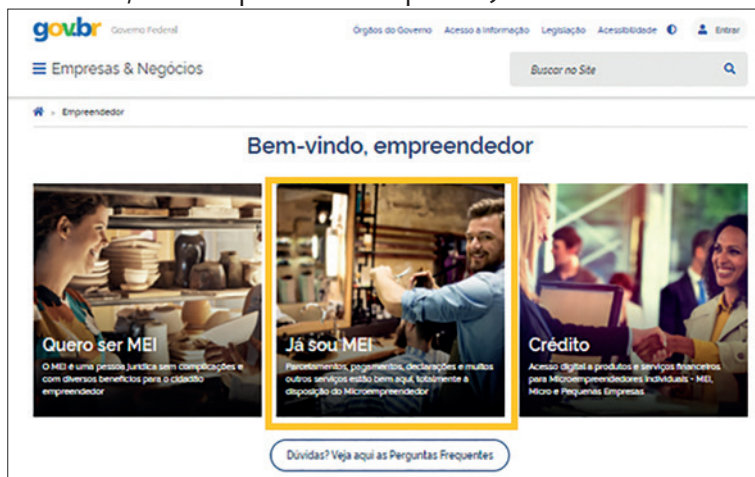 gov.br Governo Federal Órgãos do Governo Acesso à Informação Legislação Acessibilidade Entrar
Empresas & Negócios Buscar no Site
> Empreendedor
Bem-vindo, empreendedor
Quero ser MEI
O MEI é uma pessoa jurídica sem complicações e
com diversos benefícios para o cidadão
empreendedor
Já sou MEI
Parcelamentos, pagamentos, declarações e muitos
outros serviços estão bem aqui, totalmente à
disposição do Microempreendedor
Crédito
Acesso digital a produtos e serviços financeiros
para Microempreendedores Individuais - MEI,
Micro e Pequenas Empresas.
Dúvidas? Veja aqui as Perguntas Frequentes